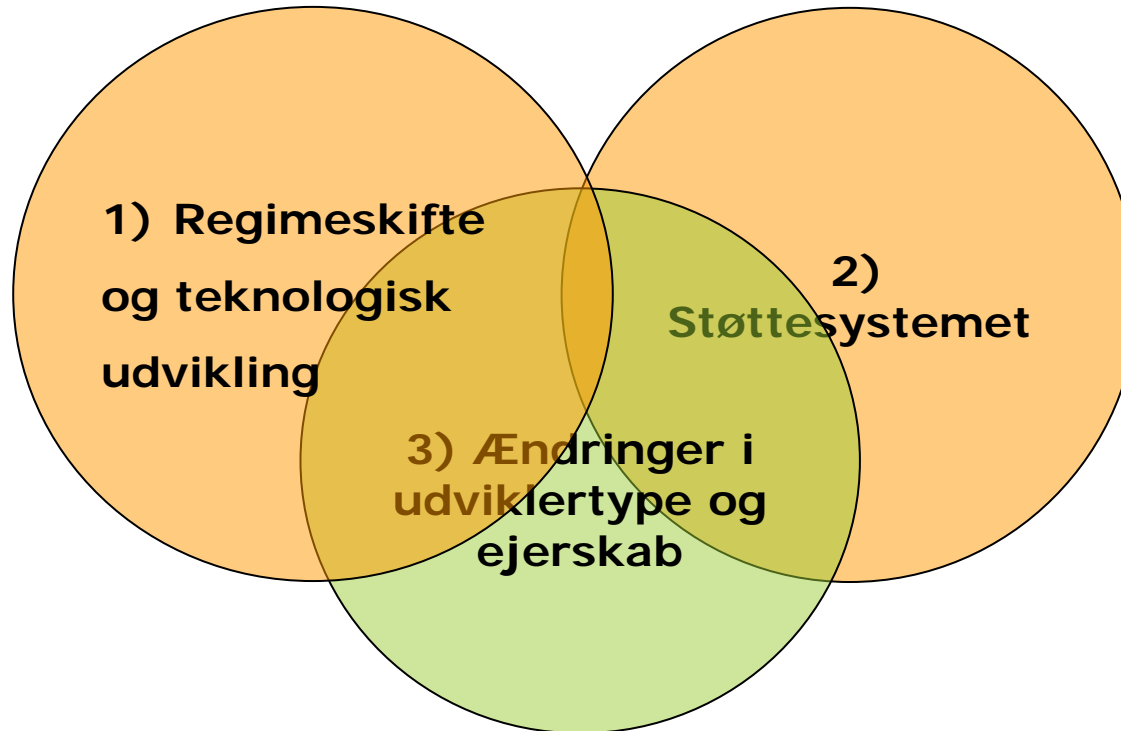 1) Regimeskifte
og teknologisk
udvikling
2)
Støttesystemet
3) Ændringer i
udviklertype og
ejerskab